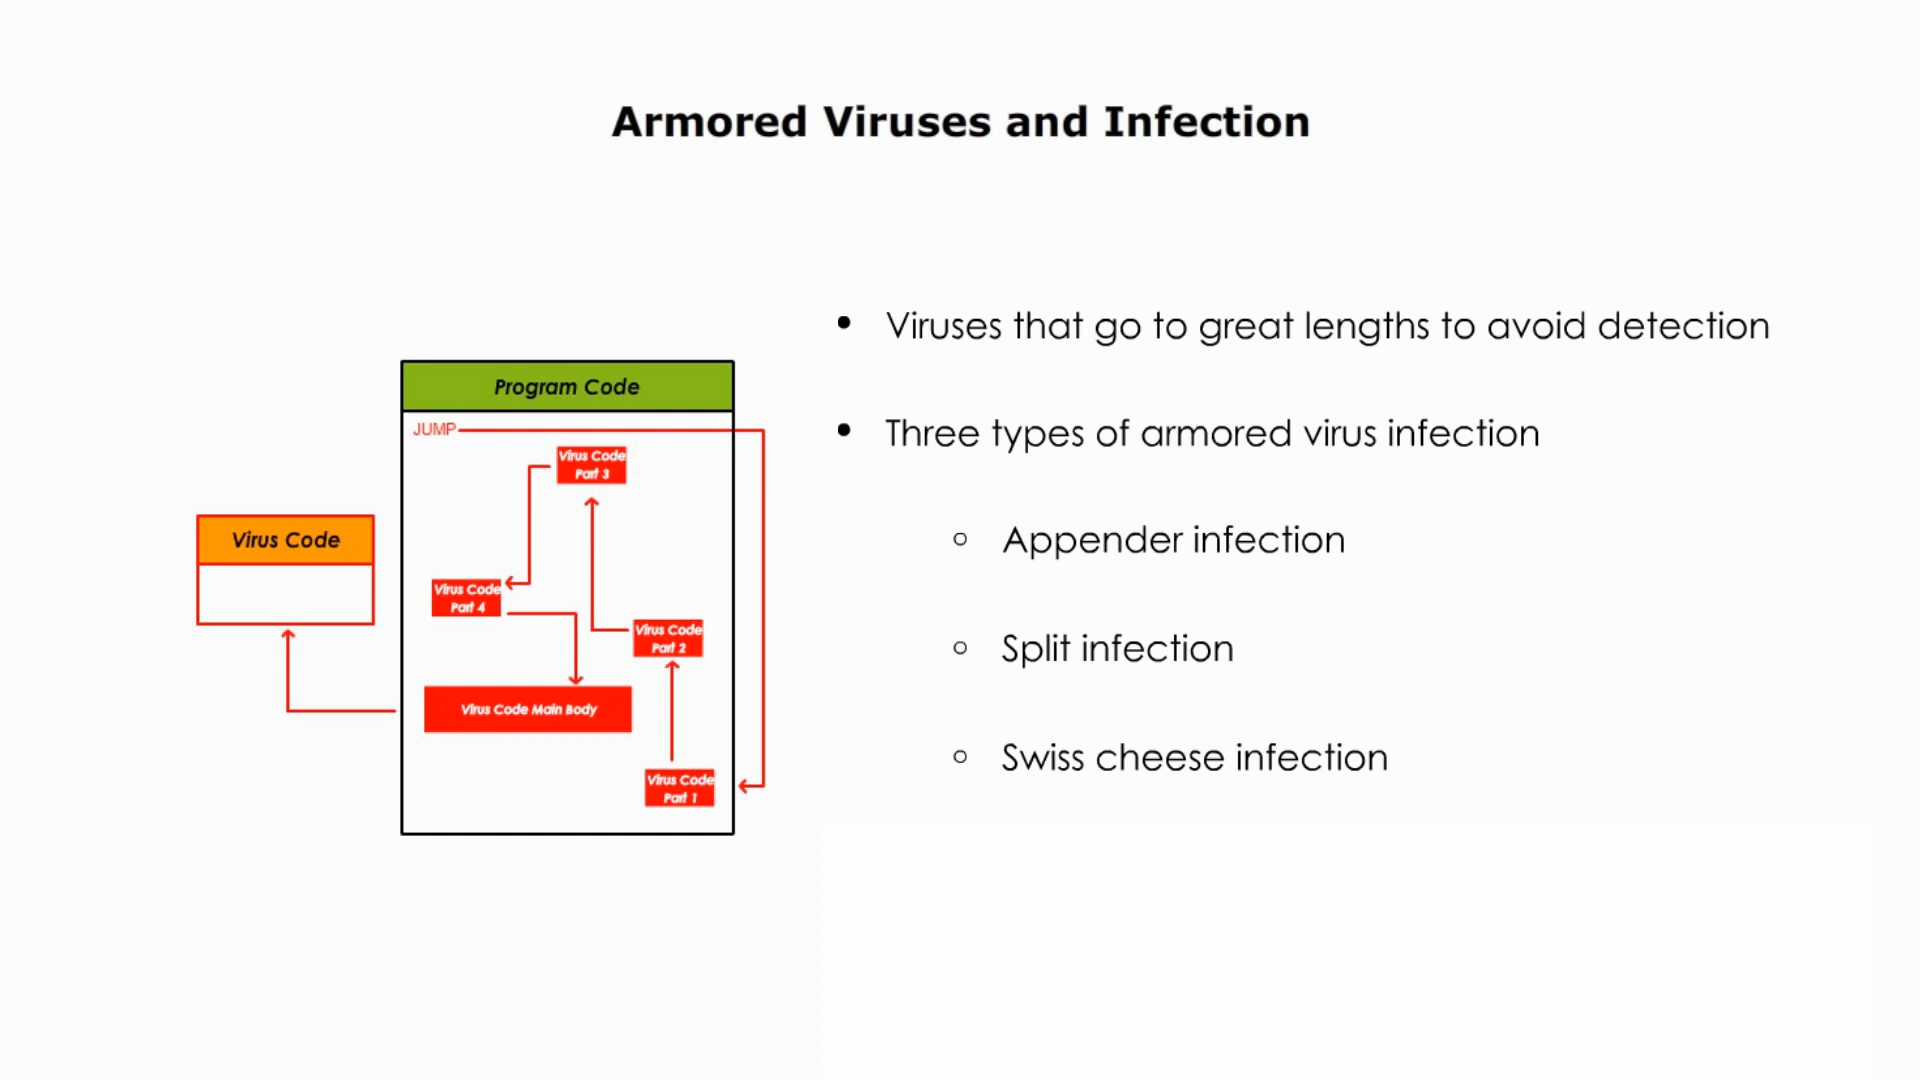 Armored Viruses and Infection
Program Code
JUMP
Virus Code
Part 3
Virus Code
Virus Code
Part 4
Virus Code
Part 2
Virus Code Main Body
Virus Code
Part 1
• Viruses that go to great lengths to avoid detection
• Three types of armored virus infection
○ Appender infection
○ Split infection
○ Swiss cheese infection